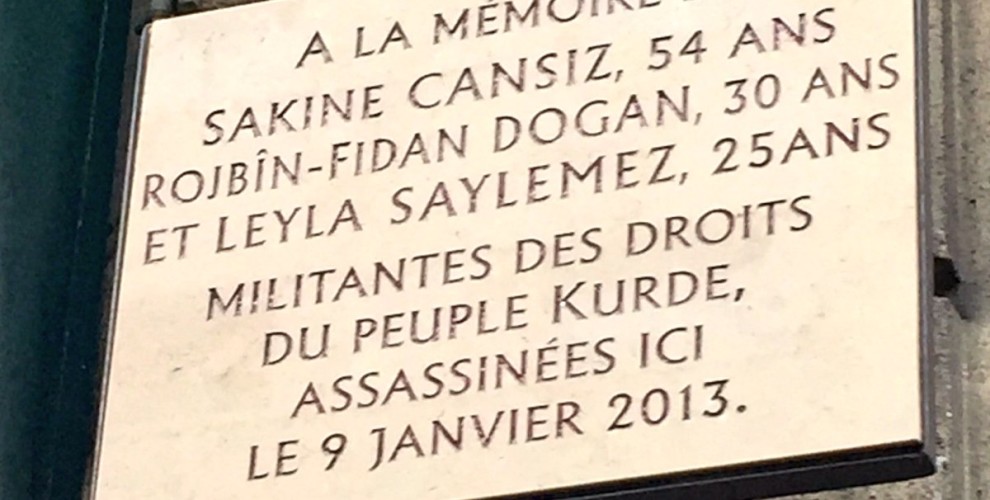 A LA MÉMOIRE
SAKINE CANSIZ, 54 ANS
ROJBÎN-FIDAN DOGAN, 30 ANS
ET LEYLA SAYLEMEZ, 25ANS
MILITANTES DES DROITS
DU PEUPLE KURDE,
ASSASSINÉES ICI
LE 9 JANVIER 2013.